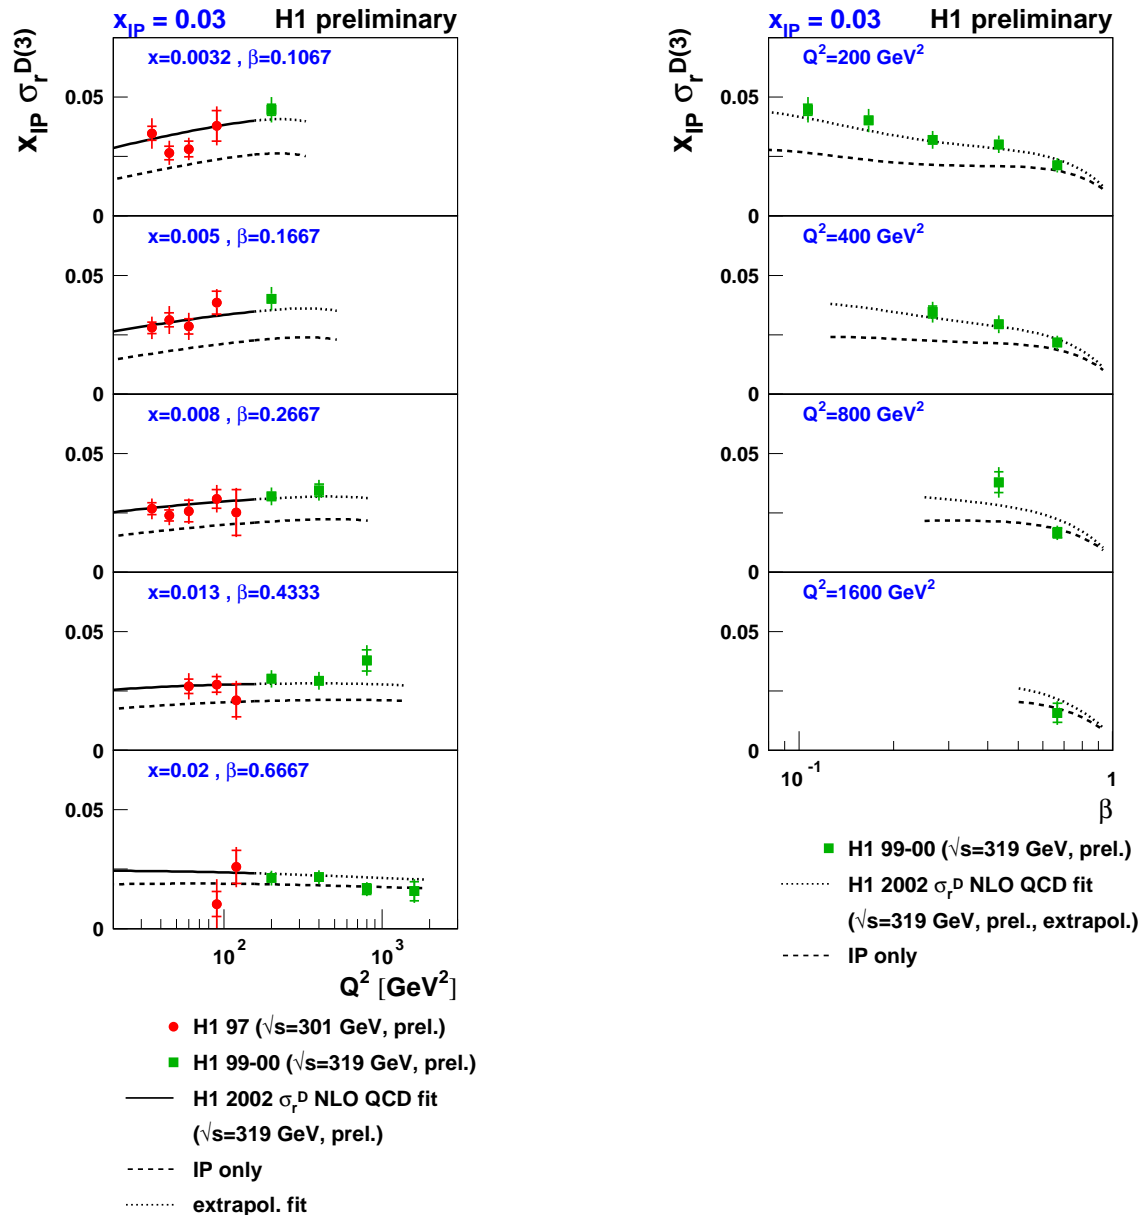 x_IP = 0.03 H1 preliminary
x_IP σ_r^D(3)
x=0.0032 , β=0.1067
0.05
0
x=0.005 , β=0.1667
0.05
0
x=0.008 , β=0.2667
0.05
0
x=0.013 , β=0.4333
0.05
0
x=0.02 , β=0.6667
0.05
0
10^2 10^3
Q^2 [GeV^2]
H1 97 (√s=301 GeV, prel.)
H1 99-00 (√s=319 GeV, prel.)
H1 2002 σ_r^D NLO QCD fit
(√s=319 GeV, prel.)
IP only
extrapol. fit
x_IP = 0.03 H1 preliminary
x_IP σ_r^D(3)
Q^2=200 GeV^2
0.05
0
Q^2=400 GeV^2
0.05
0
Q^2=800 GeV^2
0.05
0
Q^2=1600 GeV^2
0.05
0
10^-1 1
β
H1 99-00 (√s=319 GeV, prel.)
H1 2002 σ_r^D NLO QCD fit
(√s=319 GeV, prel., extrapol.)
IP only